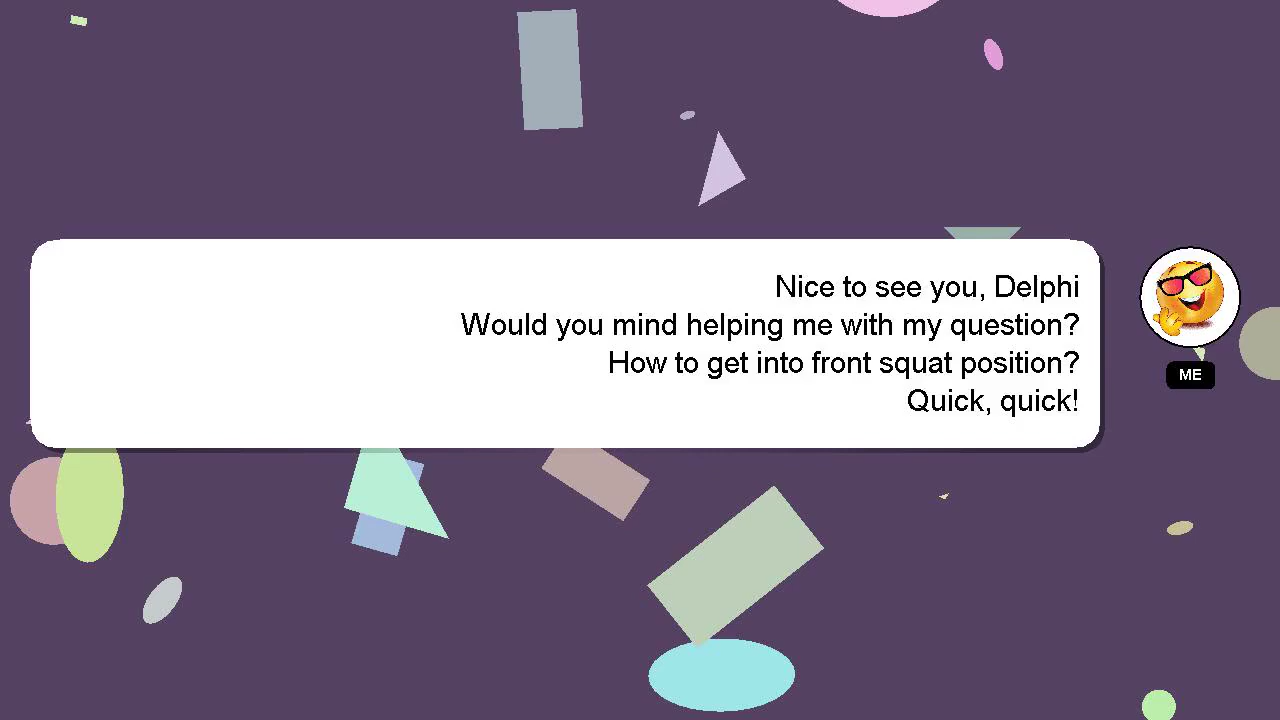 Nice to see you, Delphi
Would you mind helping me with my question?
How to get into front squat position?
Quick, quick!
ME